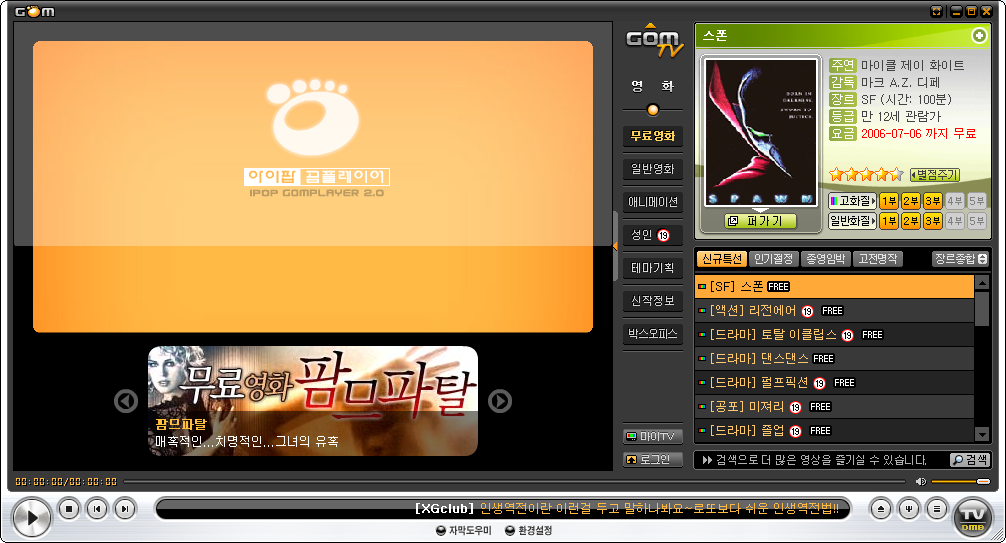 GOM
아이팝 곰플레이어
IPOP GOMPLAYER 2.0
무료영화 팜므파탈
팜므파탈
매혹적인...치명적인...그녀의 유혹
GOM TV
영 화
무료영화
일반영화
애니메이션
성인 19
테마기획
신작정보
박스오피스
마이TV
로그인
스폰
SPAWN
퍼가기
주연 마이클 제이 화이트
감독 마크 A.Z. 디페
장르 SF (시간: 100분)
등급 만 12세 관람가
요금 2006-07-06 까지 무료
별점주기
고화질 1부 2부 3부 4부 5부
일반화질 1부 2부 3부 4부 5부
신규특선 인기절정 종영임박 고전명작 장르종합
[SF] 스폰 FREE
[액션] 리전에어 19 FREE
[드라마] 토탈 이클립스 19 FREE
[드라마] 댄스댄스 FREE
[드라마] 펄프픽션 19 FREE
[공포] 미져리 19 FREE
[드라마] 졸업 19 FREE
검색으로 더 많은 영상을 즐기실 수 있습니다. 검색
00:00:00/00:00:00
[XGclub] 인생역전이란 이런걸 두고 말하나봐요~로또보다 쉬운 인생역전법!!
TV
DMB
자막도우미 환경설정